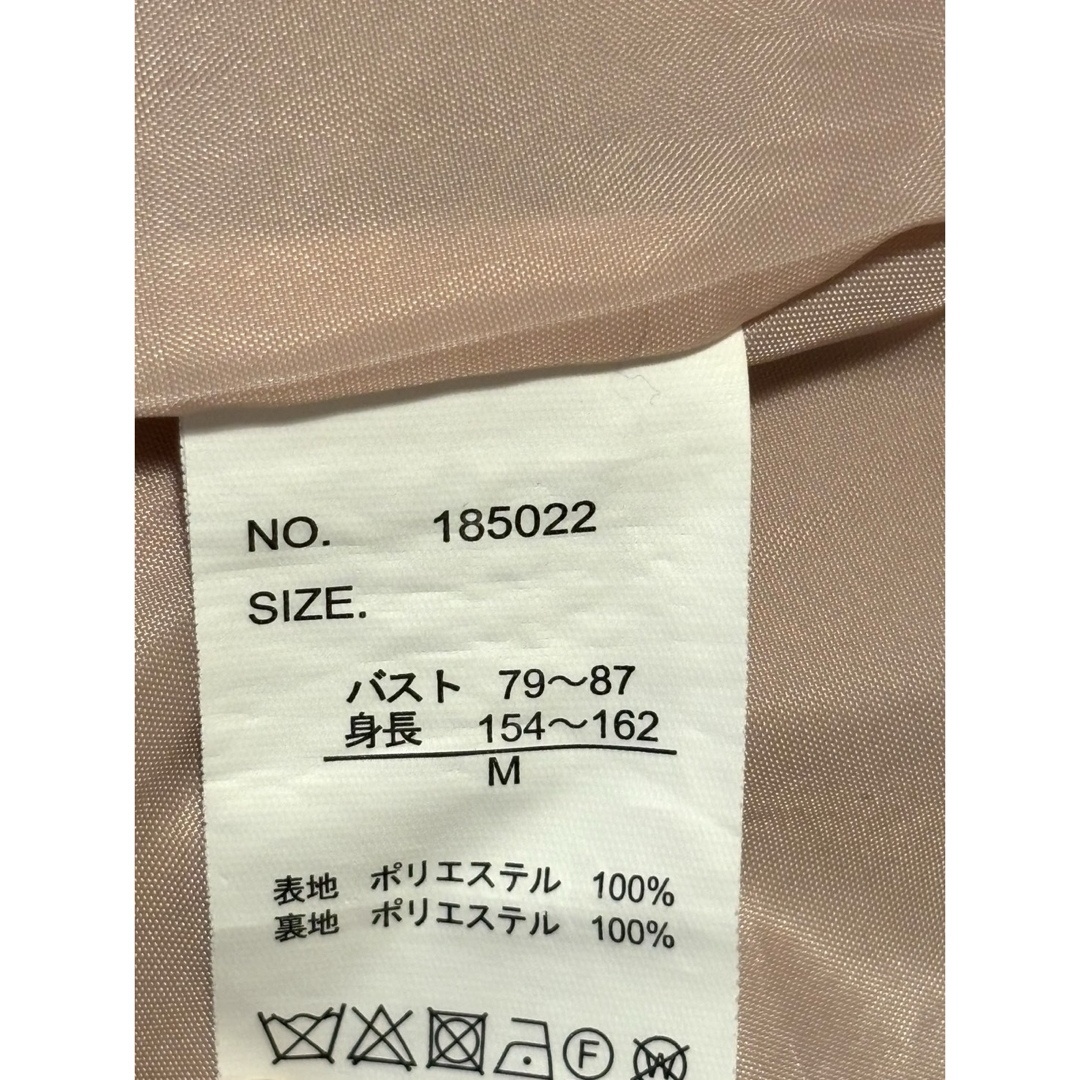 NO. 185022
SIZE.
バスト 79〜87
身長 154〜162
M
表地 ポリエステル 100%
裏地 ポリエステル 100%
F W